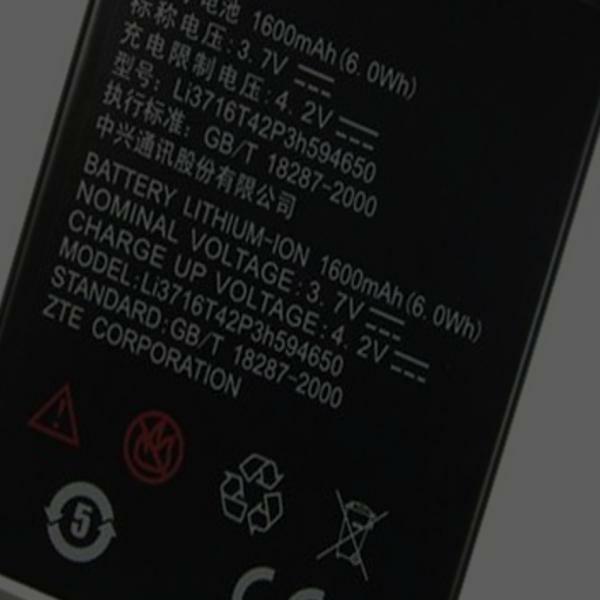 电池 1600mAh(6.0Wh)
标称电压:3.7V
充电限制电压:4.2V
型号: Li3716T42P3h594650
执行标准: GB/T 18287-2000
中兴通讯股份有限公司
BATTERY LITHIUM-ION 1600mAh(6.0Wh)
NOMINAL VOLTAGE:3.7V
CHARGE UP VOLTAGE:4.2V
MODEL:Li3716T42P3h594650
STANDARD:GB/T 18287-2000
ZTE CORPORATION
5
CE